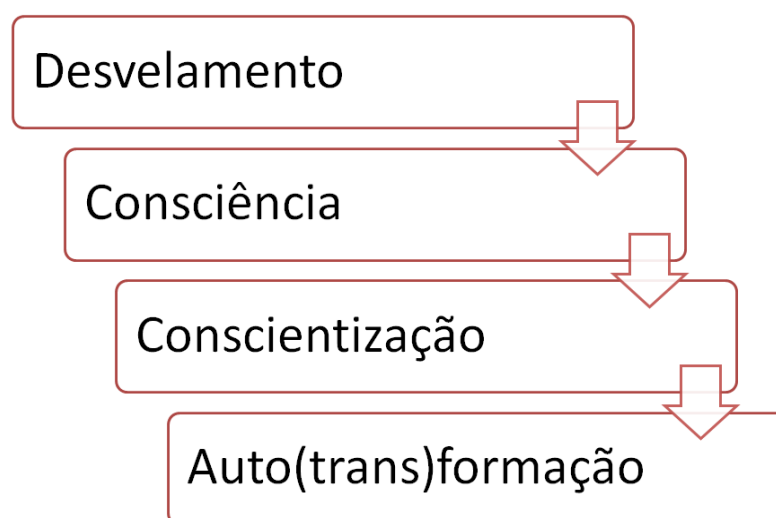 Desvelamento
Consciência
Conscientização
Auto(trans)formação